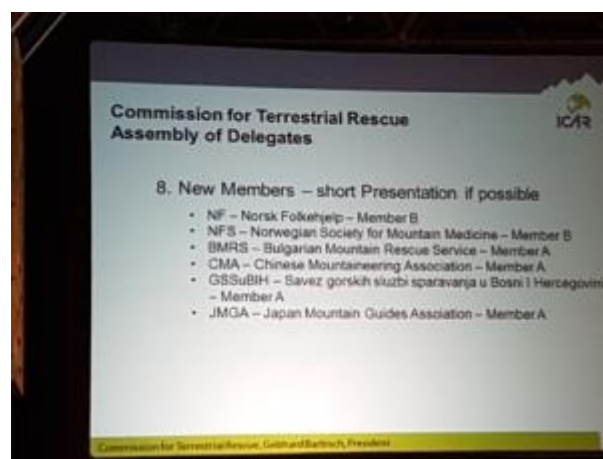 Commission for Terrestrial Rescue
Assembly of Delegates
ICAR
8. New Members – short Presentation if possible
• NF – Norsk Folkehjelp – Member B
• NFS – Norwegian Society for Mountain Medicine – Member B
• BMRS – Bulgarian Mountain Rescue Service – Member A
• CMA – Chinese Mountaineering Association – Member A
• GSSuBIH – Savez gorskih službi sparavanja u Bosni I Hercegovini
– Member A
• JMGA – Japan Mountain Guides Assoiation – Member A
Commission for Terrestrial Rescue, Gebhard Barbisch, President